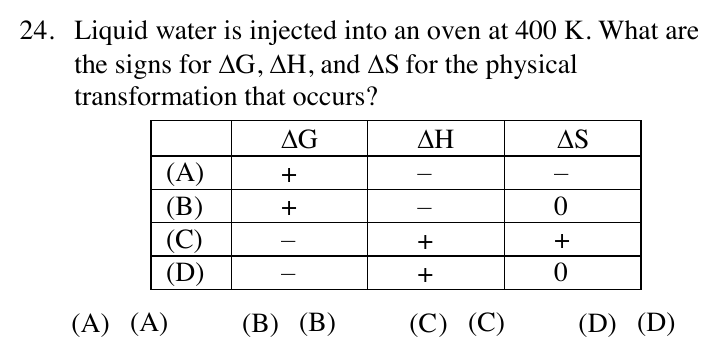 24. Liquid water is injected into an oven at 400 K. What are
the signs for ΔG, ΔH, and ΔS for the physical
transformation that occurs?
ΔG ΔH ΔS
(A) + – –
(B) + – 0
(C) – + +
(D) – + 0
(A) (A) (B) (B) (C) (C) (D) (D)